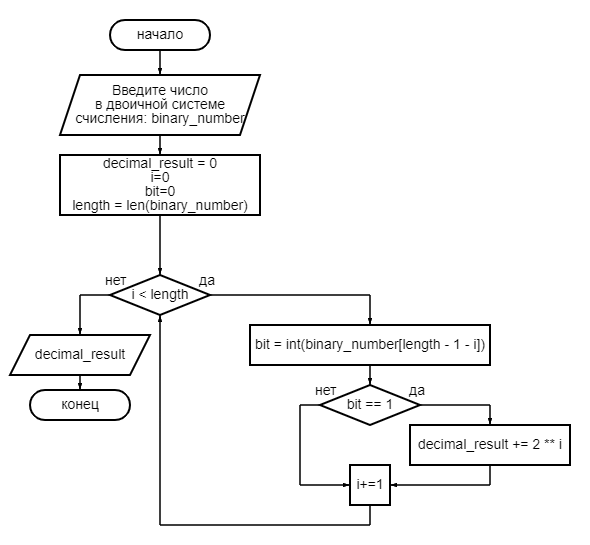 начало
Введите число
в двоичной системе
счисления: binary_number
decimal_result = 0
i=0
bit=0
length = len(binary_number)
нет
да
i < length
decimal_result
конец
bit = int(binary_number[length - 1 - i])
нет
да
bit == 1
decimal_result += 2 ** i
i+=1